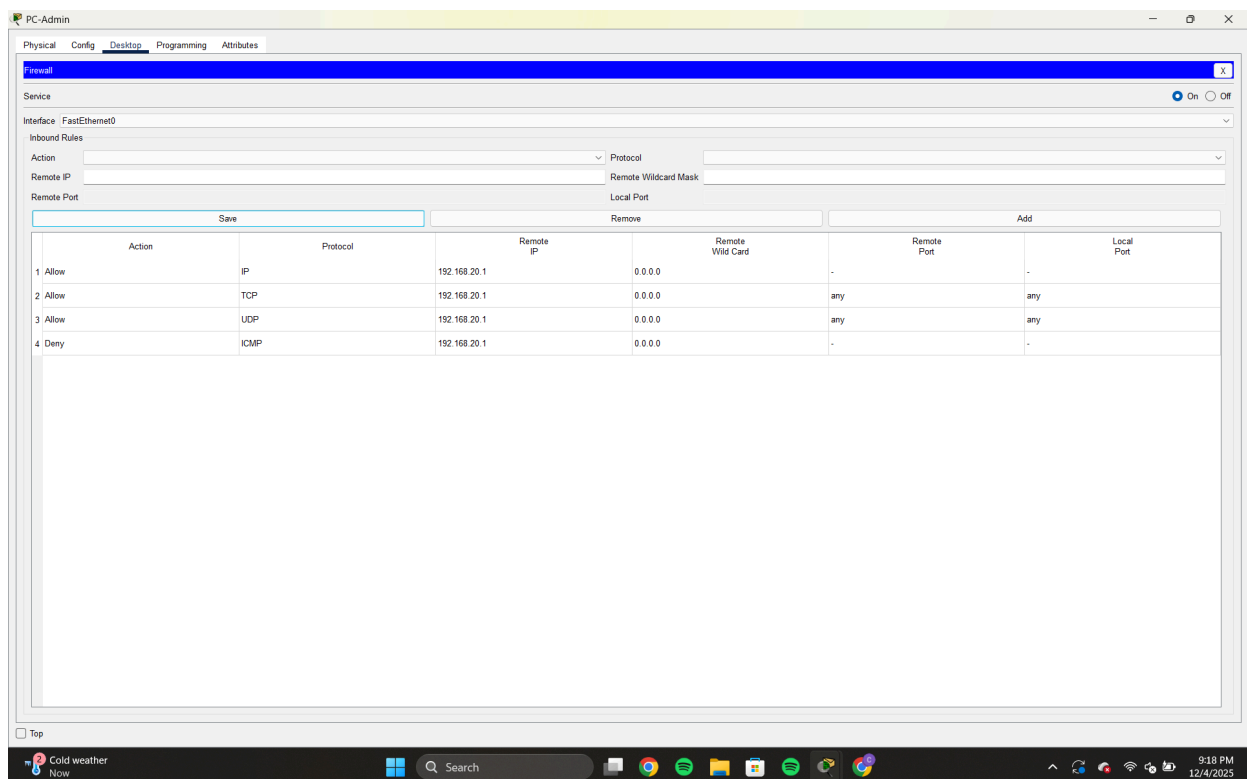 PC-Admin
Physical Config Desktop Programming Attributes
Firewall X
Service On Off
Interface FastEthernet0
Inbound Rules
Action Protocol
Remote IP Remote Wildcard Mask
Remote Port Local Port
Save Remove Add
Action Protocol Remote IP Remote Wild Card Remote Port Local Port
1 Allow IP 192.168.20.1 0.0.0.0 - -
2 Allow TCP 192.168.20.1 0.0.0.0 any any
3 Allow UDP 192.168.20.1 0.0.0.0 any any
4 Deny ICMP 192.168.20.1 0.0.0.0 - -
Top
2 Cold weather
Now
Search
C
9:18 PM
12/4/2025